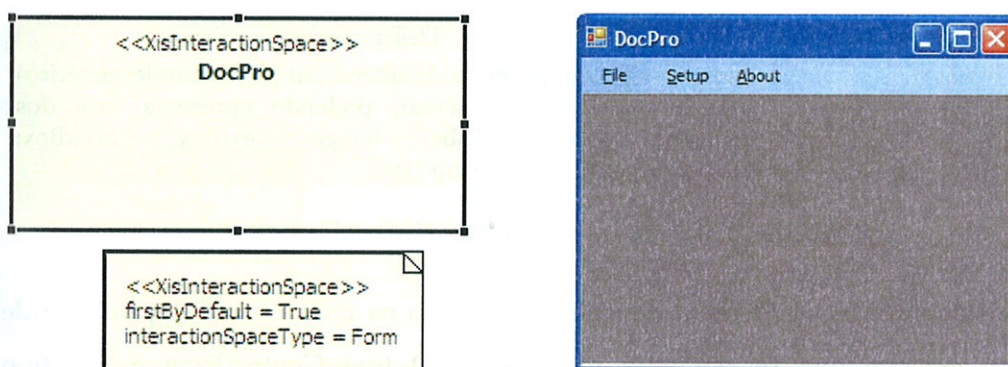 <<XisInteractionSpace>>
DocPro
<<XisInteractionSpace>>
firstByDefault = True
interactionSpaceType = Form
DocPro
File Setup About